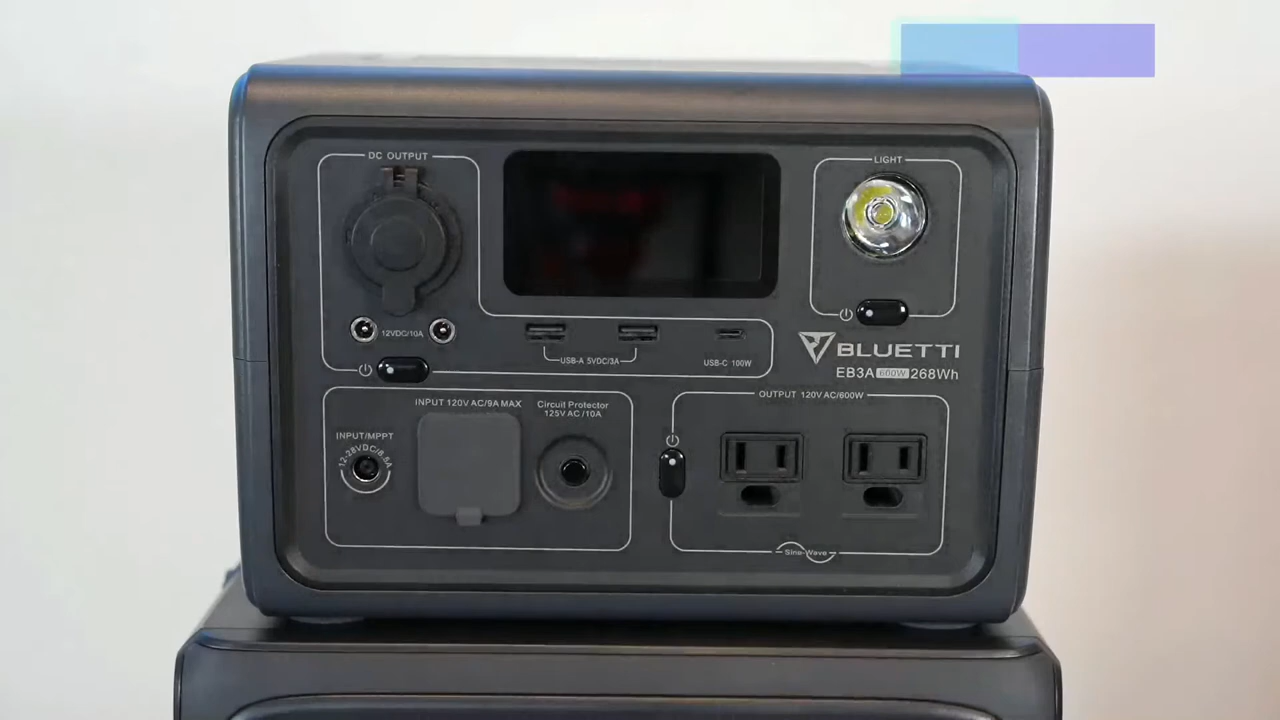 DC OUTPUT
LIGHT
12VDC/10A
USB-A 5VDC/3A
USB-C 100W
BLUETTI
EB3A 600W 268Wh
INPUT 120V AC/9A MAX
Circuit Protector
125V AC/10A
INPUT/MPPT
12-28VDC/8.5A
OUTPUT 120V AC/600W
Sine-Wave